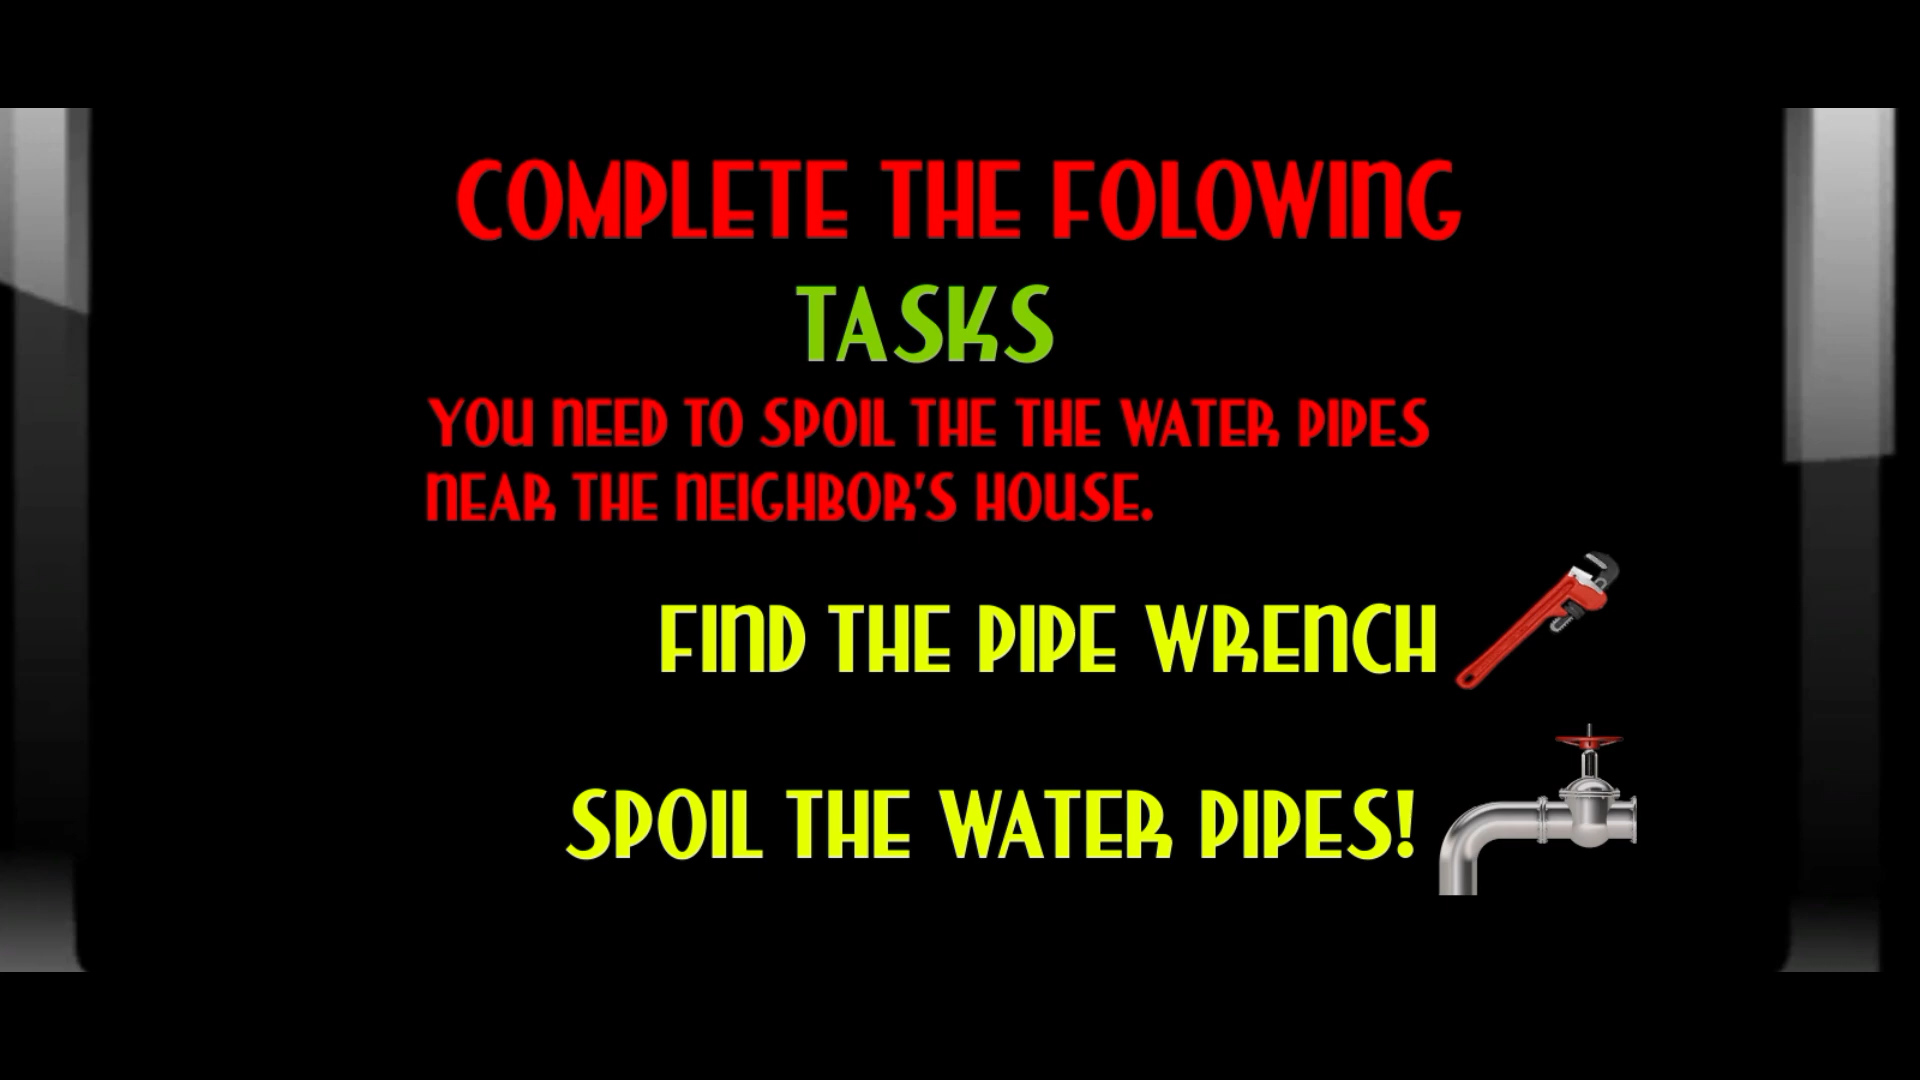 COMPLETE THE FOLOWING
TASKS
YOU NEED TO SPOIL THE THE WATER PIPES
NEAR THE NEIGHBOR'S HOUSE.
FIND THE PIPE WRENCH
SPOIL THE WATER PIPES!